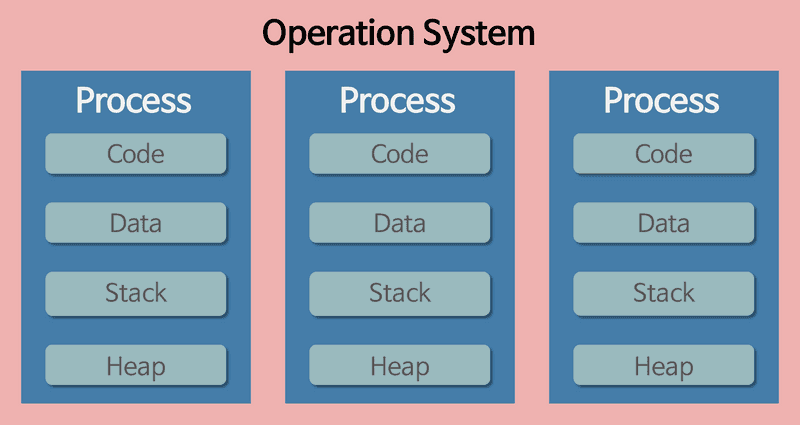 Operation System
Process
Code
Data
Stack
Heap
Process
Code
Data
Stack
Heap
Process
Code
Data
Stack
Heap